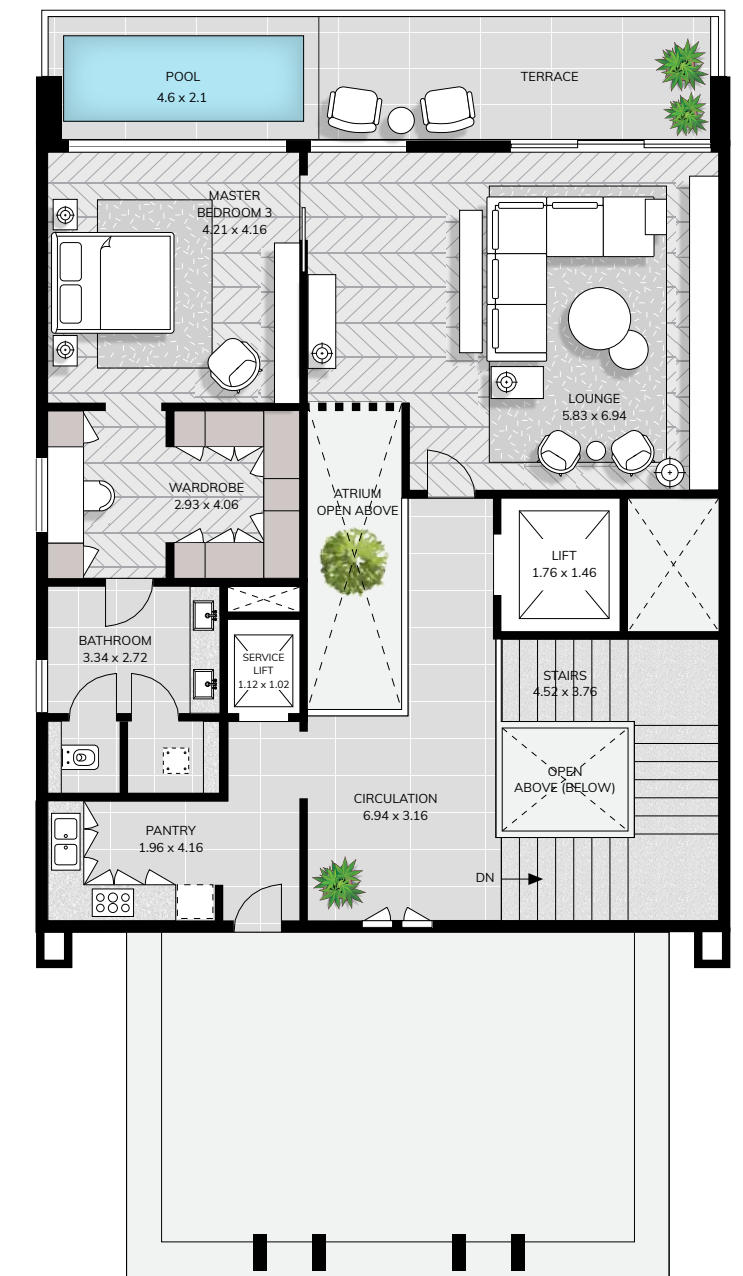 POOL
4.6 x 2.1
TERRACE
MASTER
BEDROOM 3
4.21 x 4.16
LOUNGE
5.83 x 6.94
WARDROBE
2.93 x 4.06
ATRIUM
OPEN ABOVE
LIFT
1.76 x 1.46
BATHROOM
3.34 x 2.72
SERVICE
LIFT
1.12 x 1.02
STAIRS
4.52 x 3.76
OPEN
ABOVE (BELOW)
CIRCULATION
6.94 x 3.16
PANTRY
1.96 x 4.16
DN